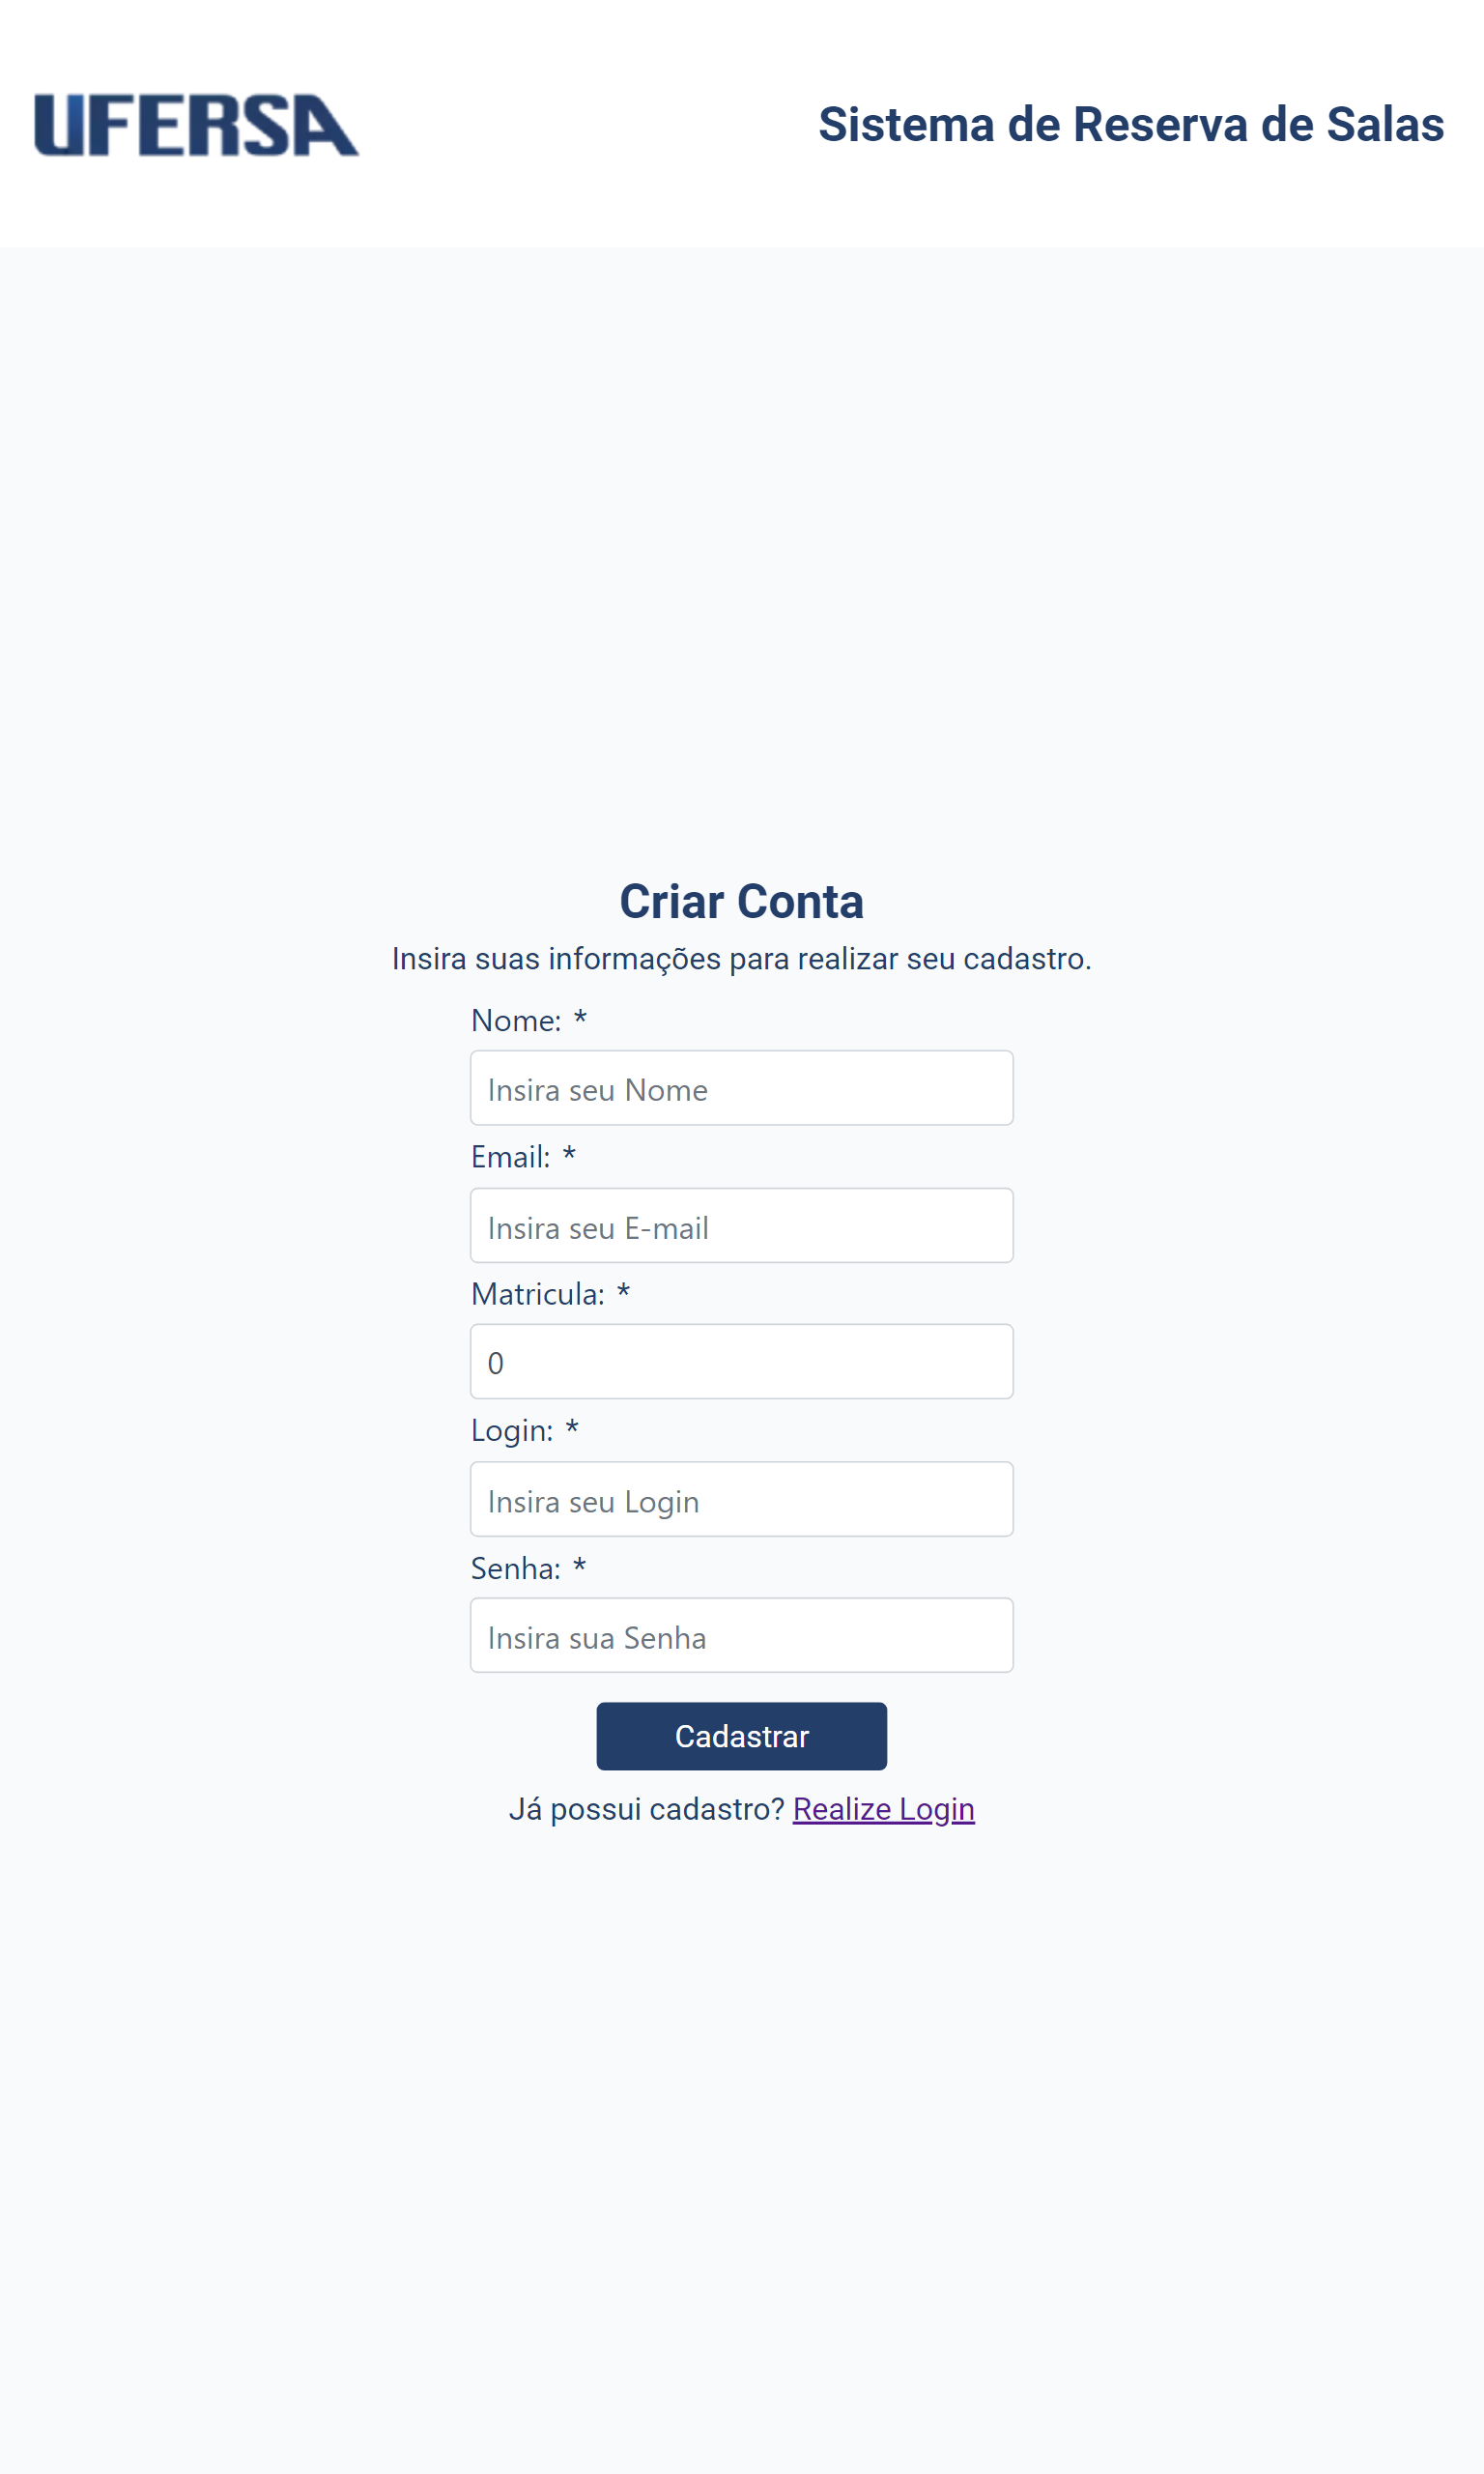 UFERSA
Sistema de Reserva de Salas
Criar Conta
Insira suas informações para realizar seu cadastro.
Nome: *
Insira seu Nome
Email: *
Insira seu E-mail
Matricula: *
0
Login: *
Insira seu Login
Senha: *
Insira sua Senha
Cadastrar
Já possui cadastro? Realize Login